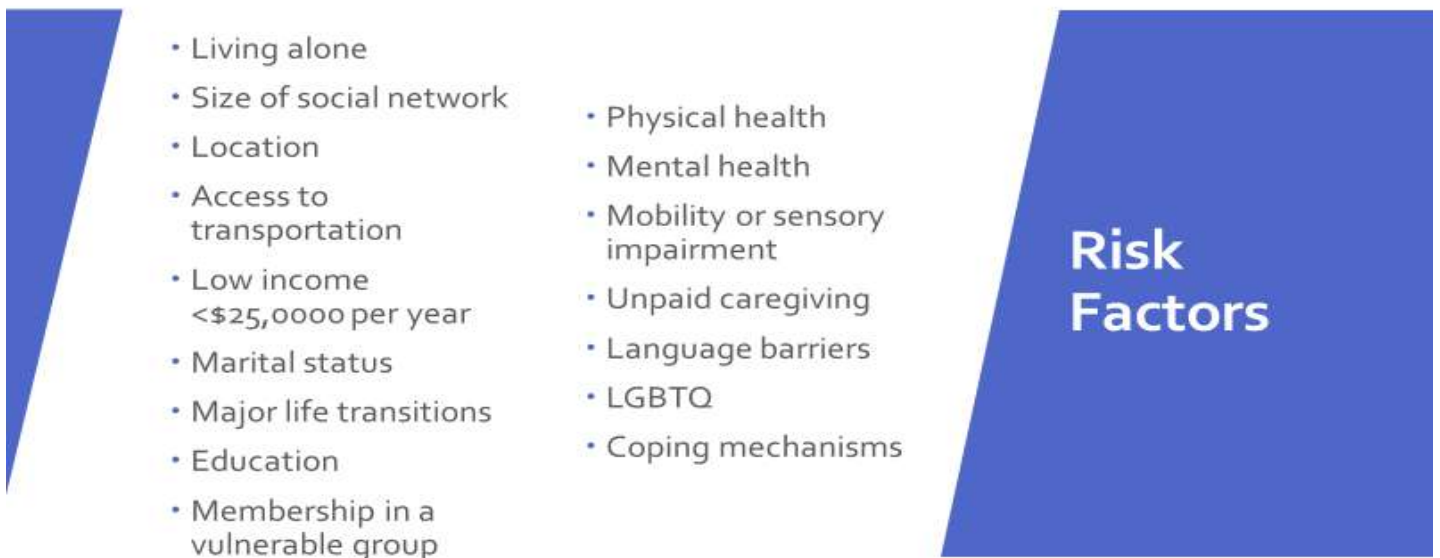 • Living alone
• Size of social network
• Location
• Access to
transportation
• Low income
<$25,0000 per year
• Marital status
• Major life transitions
• Education
• Membership in a
vulnerable group
• Physical health
• Mental health
• Mobility or sensory
impairment
• Unpaid caregiving
• Language barriers
• LGBTQ
• Coping mechanisms
Risk
Factors